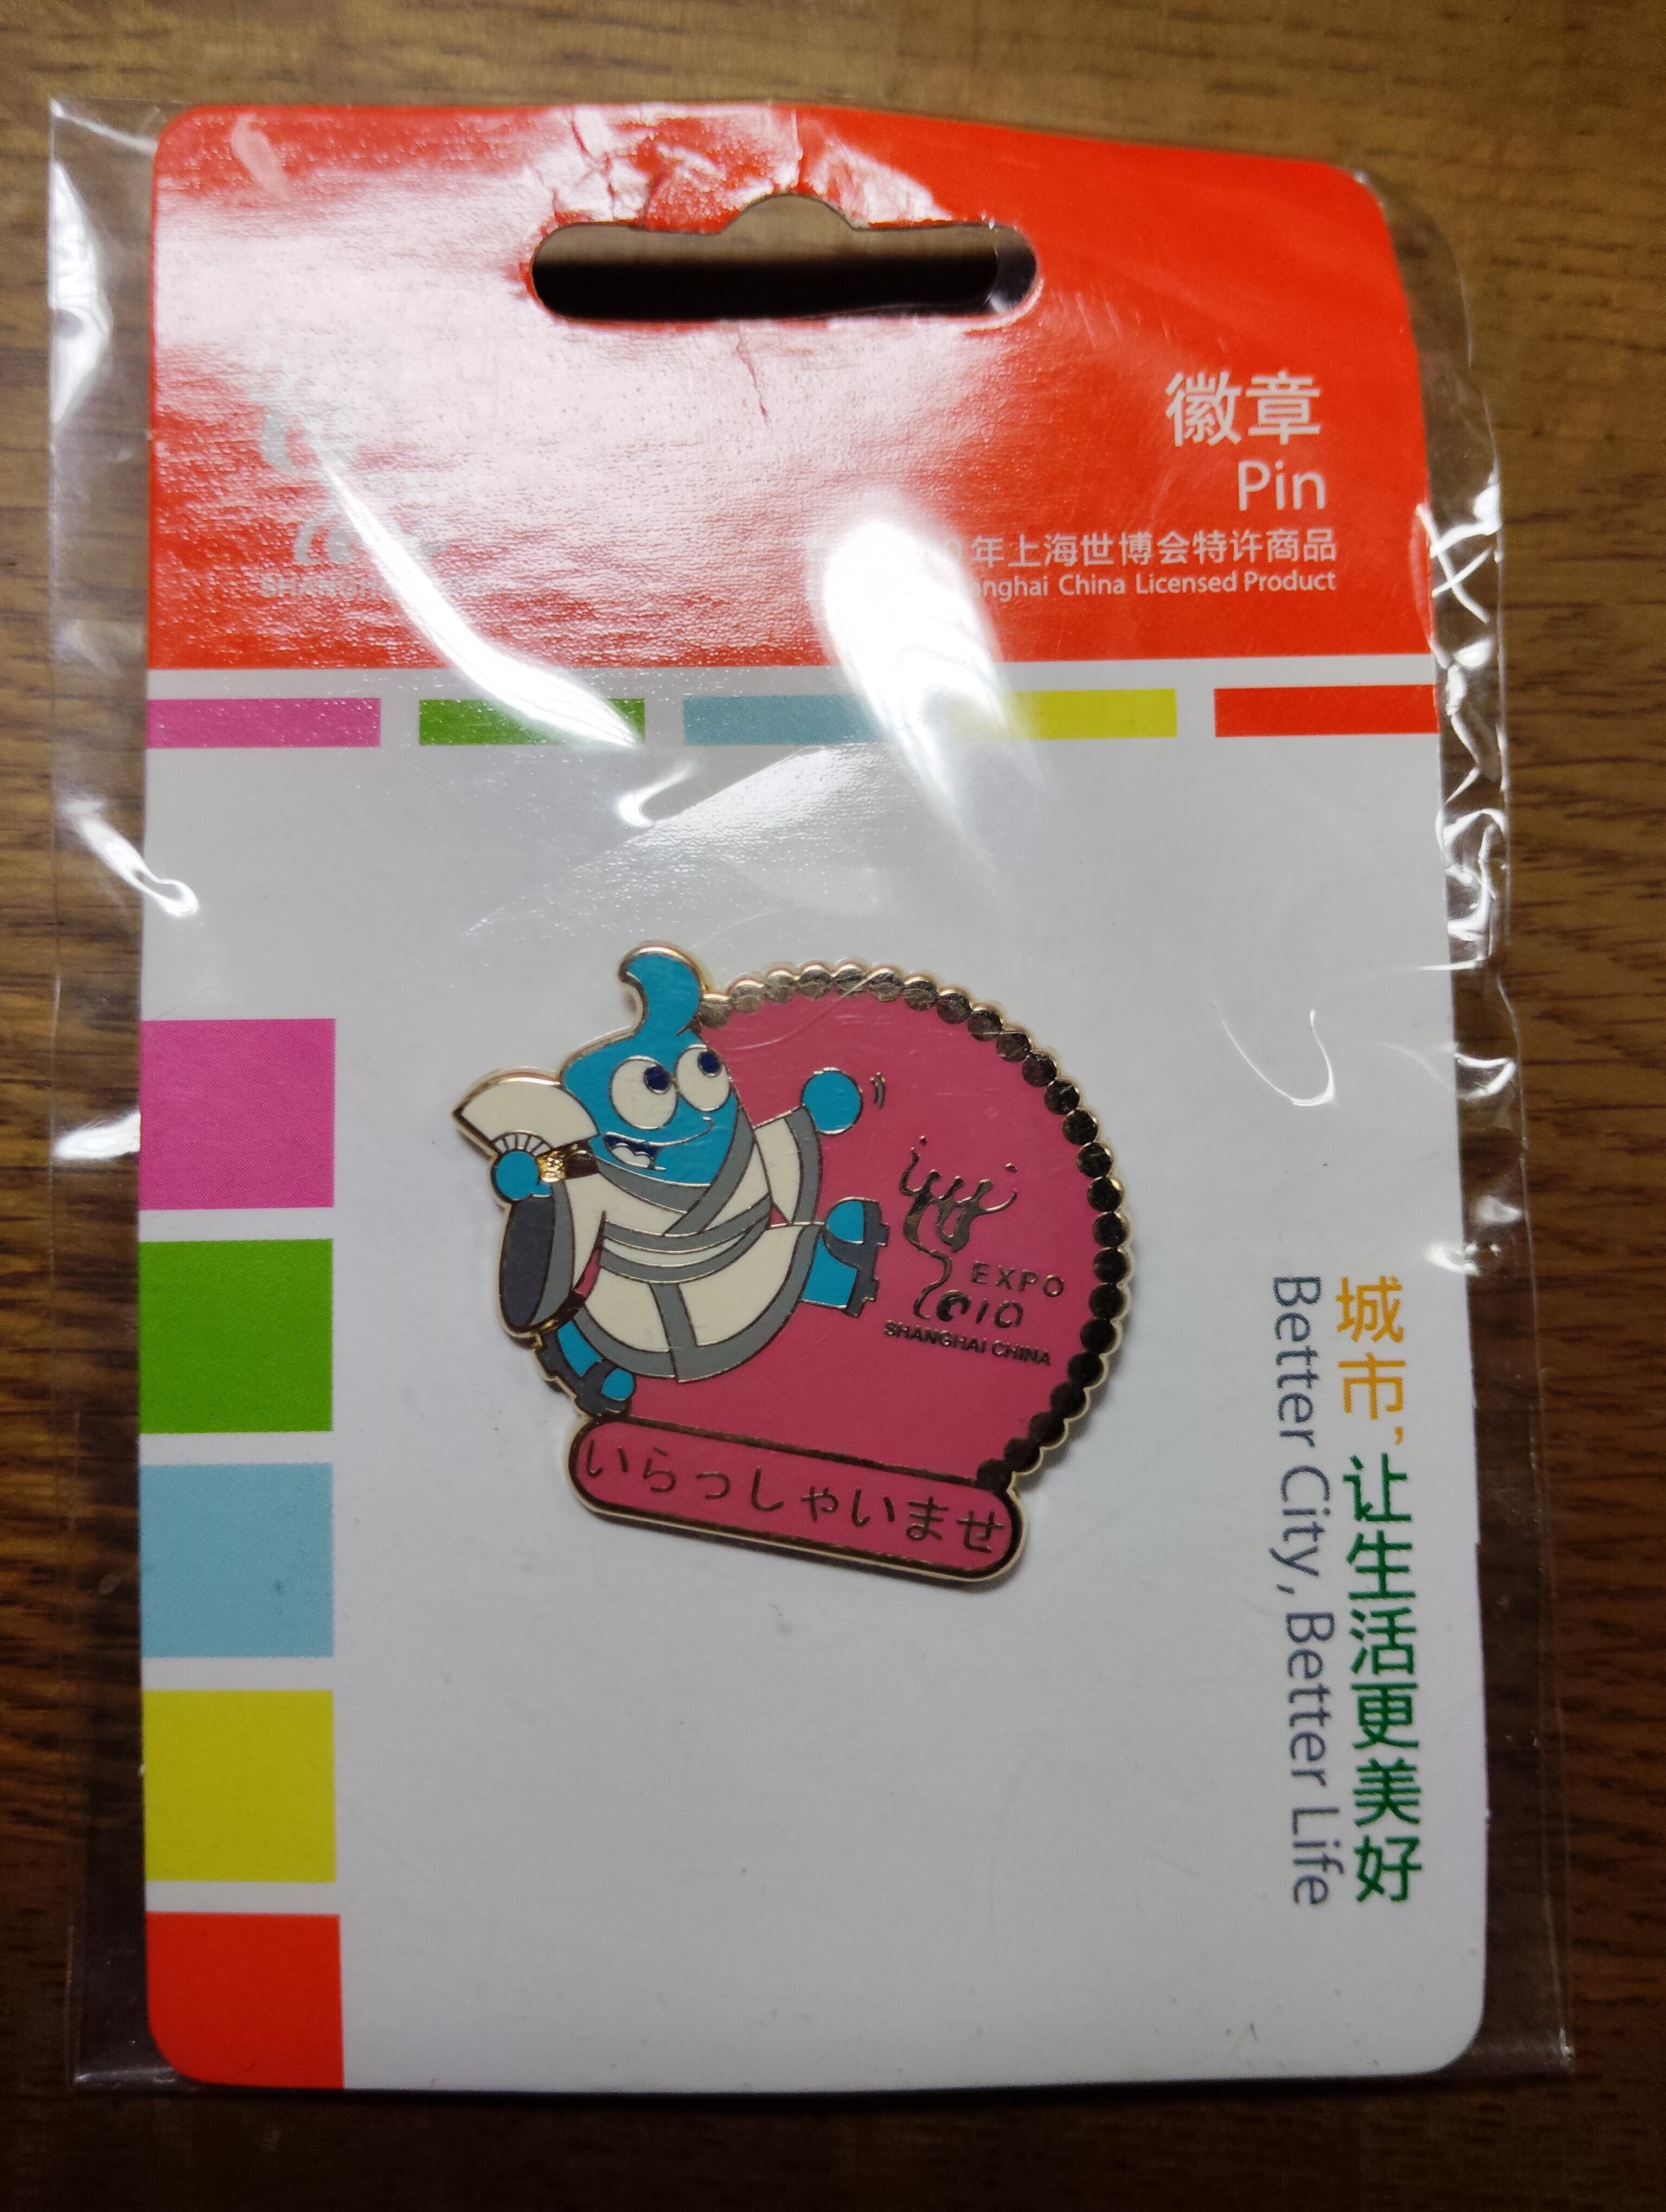 徽章
Pin
年上海世博会特许商品
China Licensed Product
世
EXPO
2010
SHANGHAI CHINA
いらっしゃいませ
城市，让生活更美好
Better City, Better Life